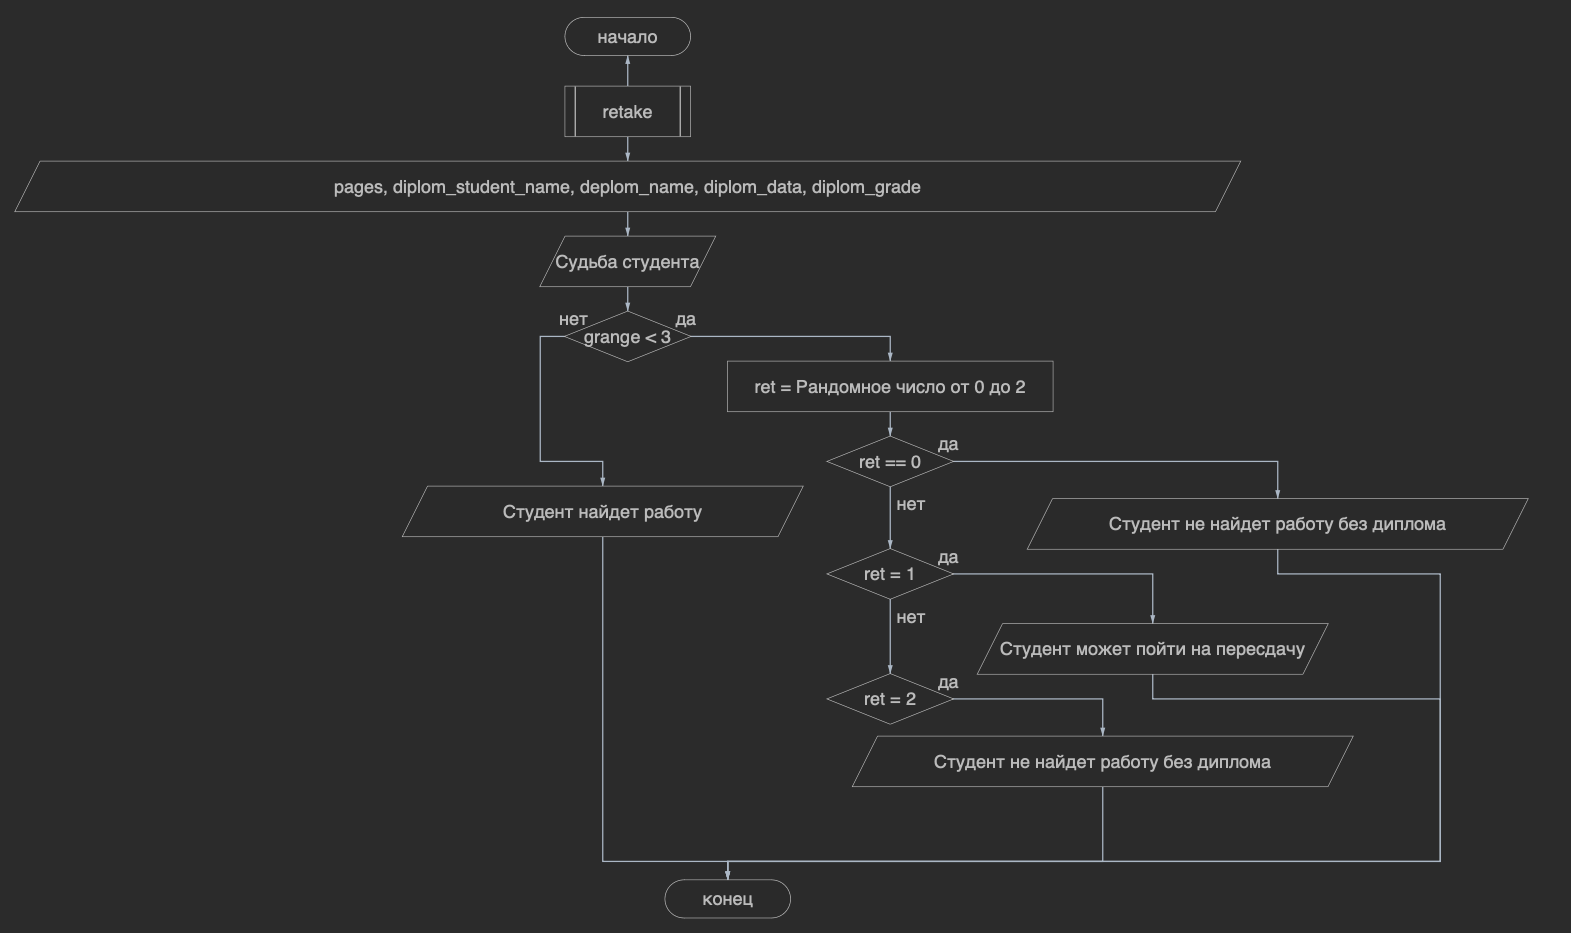 начало
retake
pages, diplom_student_name, deplom_name, diplom_data, diplom_grade
Судьба студента
нет
да
grange < 3
ret = Рандомное число от 0 до 2
да
ret == 0
нет
Студент найдет работу
Студент не найдет работу без диплома
да
ret = 1
нет
Студент может пойти на пересдачу
да
ret = 2
Студент не найдет работу без диплома
конец